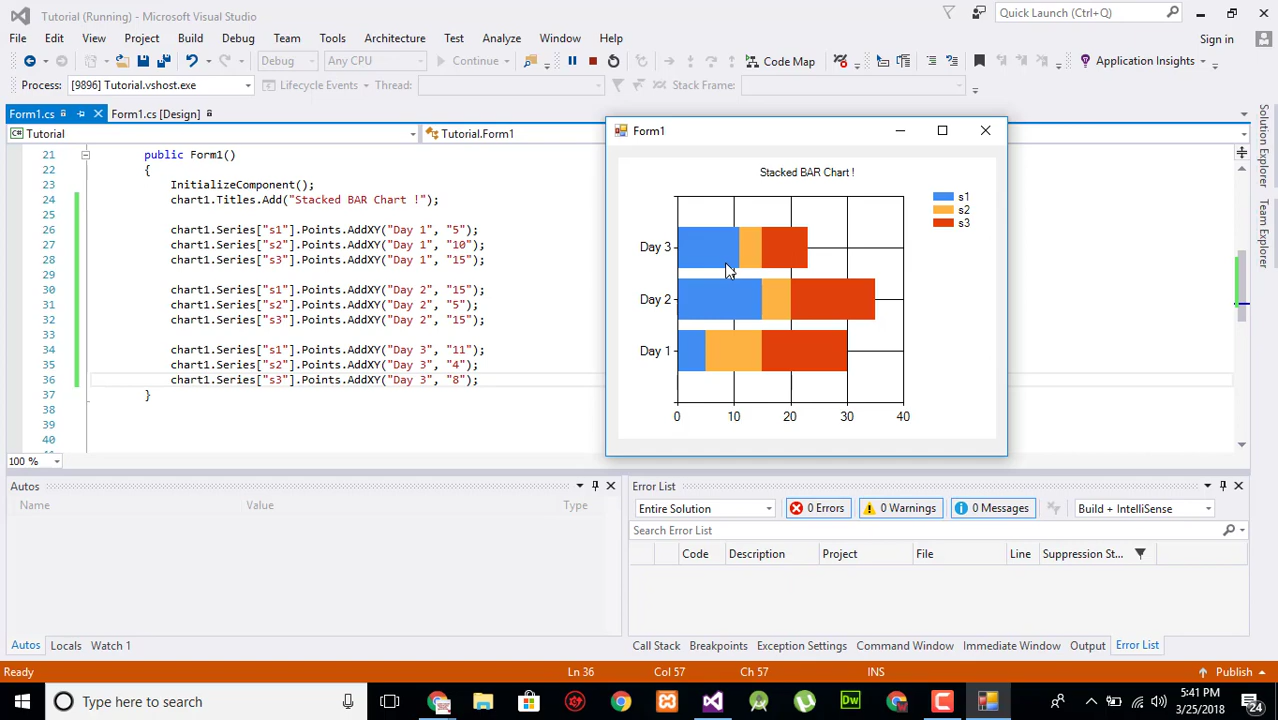 Tutorial (Running) - Microsoft Visual Studio
Quick Launch (Ctrl+Q)
File Edit View Project Build Debug Team Tools Architecture Test Analyze Window Help
Sign in
Debug Any CPU Continue Code Map Application Insights
Process: [9896] Tutorial.vshost.exe Lifecycle Events Thread: Stack Frame:
Form1.cs Form1.cs [Design]
Tutorial Tutorial.Form1
21 public Form1()
22 {
23 InitializeComponent();
24 chart1.Titles.Add("Stacked BAR Chart !");
25
26 chart1.Series["s1"].Points.AddXY("Day 1", "5");
27 chart1.Series["s2"].Points.AddXY("Day 1", "10");
28 chart1.Series["s3"].Points.AddXY("Day 1", "15");
29
30 chart1.Series["s1"].Points.AddXY("Day 2", "15");
31 chart1.Series["s2"].Points.AddXY("Day 2", "5");
32 chart1.Series["s3"].Points.AddXY("Day 2", "15");
33
34 chart1.Series["s1"].Points.AddXY("Day 3", "11");
35 chart1.Series["s2"].Points.AddXY("Day 3", "4");
36 chart1.Series["s3"].Points.AddXY("Day 3", "8");
37 }
38
39
40
100 %
Form1
Stacked BAR Chart !
s1
s2
s3
Day 3
Day 2
Day 1
0 10 20 30 40
Solution Explorer
Team Explorer
Autos
Name Value Type
Error List
Entire Solution 0 Errors 0 Warnings 0 Messages Build + IntelliSense
Search Error List
Code Description Project File Line Suppression St...
Autos Locals Watch 1
Call Stack Breakpoints Exception Settings Command Window Immediate Window Output Error List
Ready Ln 36 Col 57 Ch 57 INS Publish
Type here to search
Dw
5:41 PM
3/25/2018
24